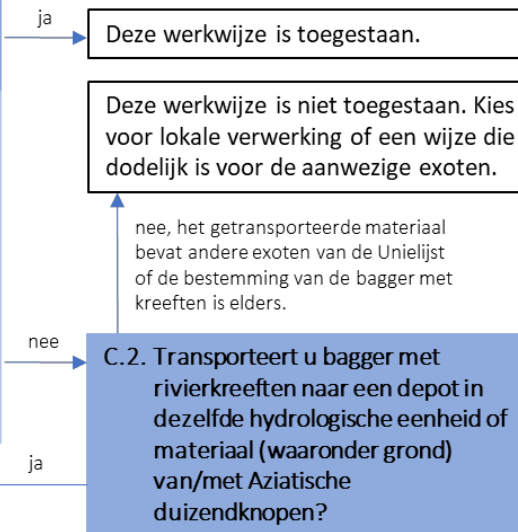 ja
Deze werkwijze is toegestaan.
Deze werkwijze is niet toegestaan. Kies
voor lokale verwerking of een wijze die
dodelijk is voor de aanwezige exoten.
nee, het getransporteerde materiaal
bevat andere exoten van de Unielijst
of de bestemming van de bagger met
kreeften is elders.
nee
C.2. Transporteert u bagger met
rivierkreeften naar een depot in
dezelfde hydrologische eenheid of
materiaal (waaronder grond)
van/met Aziatische
duizendknopen?
ja